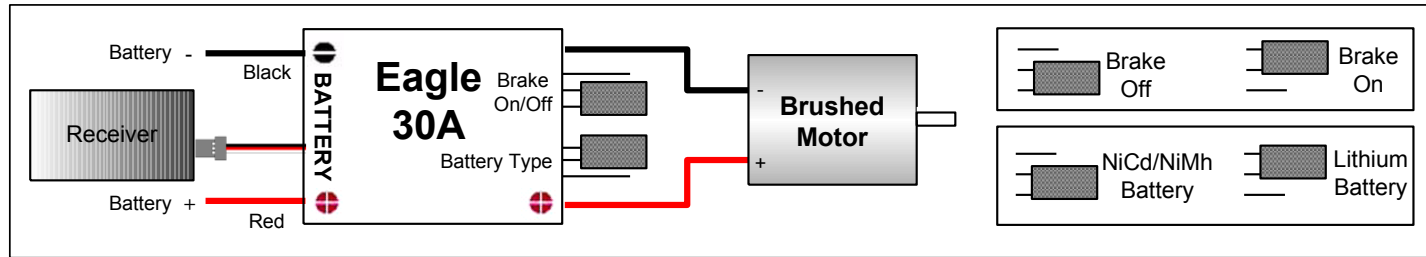 Battery -
Black
Receiver
Battery +
Red
BATTERY
Eagle
30A
Brake
On/Off
Battery Type
-
+
Brushed
Motor
Brake
Off
Brake
On
NiCd/NiMh
Battery
Lithium
Battery